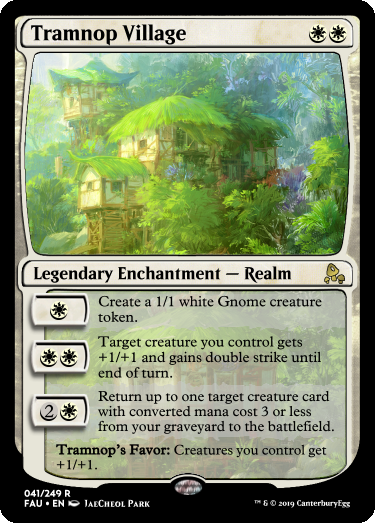 Tramnop Village
Legendary Enchantment — Realm
Create a 1/1 white Gnome creature
token.
Target creature you control gets
+1/+1 and gains double strike until
end of turn.
2
Return up to one target creature card
with converted mana cost 3 or less
from your graveyard to the battlefield.
Tramnop's Favor: Creatures you control get
+1/+1.
041/249 R
FAU • EN JAECHEOL PARK
™ & © 2019 CanterburyEgg